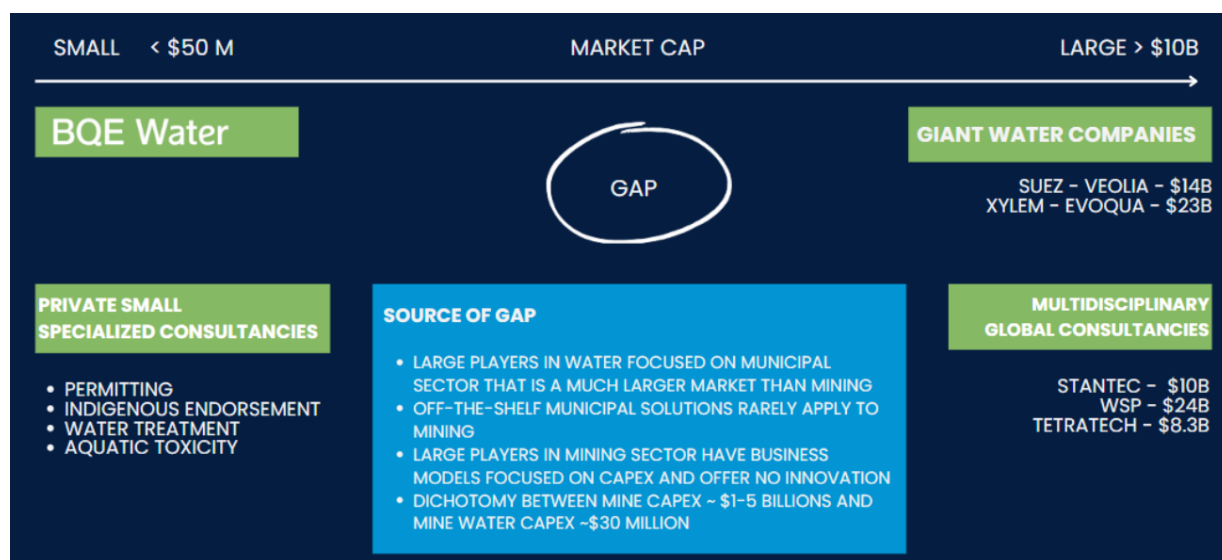 SMALL < $50 M
MARKET CAP
LARGE > $10B
BQE Water
GAP
GIANT WATER COMPANIES
SUEZ - VEOLIA - $14B
XYLEM - EVOQUA - $23B
PRIVATE SMALL
SPECIALIZED CONSULTANCIES
• PERMITTING
• INDIGENOUS ENDORSEMENT
• WATER TREATMENT
• AQUATIC TOXICITY
SOURCE OF GAP
• LARGE PLAYERS IN WATER FOCUSED ON MUNICIPAL
SECTOR THAT IS A MUCH LARGER MARKET THAN MINING
• OFF-THE-SHELF MUNICIPAL SOLUTIONS RARELY APPLY TO
MINING
• LARGE PLAYERS IN MINING SECTOR HAVE BUSINESS
MODELS FOCUSED ON CAPEX AND OFFER NO INNOVATION
• DICHOTOMY BETWEEN MINE CAPEX ~ $1-5 BILLIONS AND
MINE WATER CAPEX ~$30 MILLION
MULTIDISCIPLINARY
GLOBAL CONSULTANCIES
STANTEC - $10B
WSP - $24B
TETRATECH - $8.3B